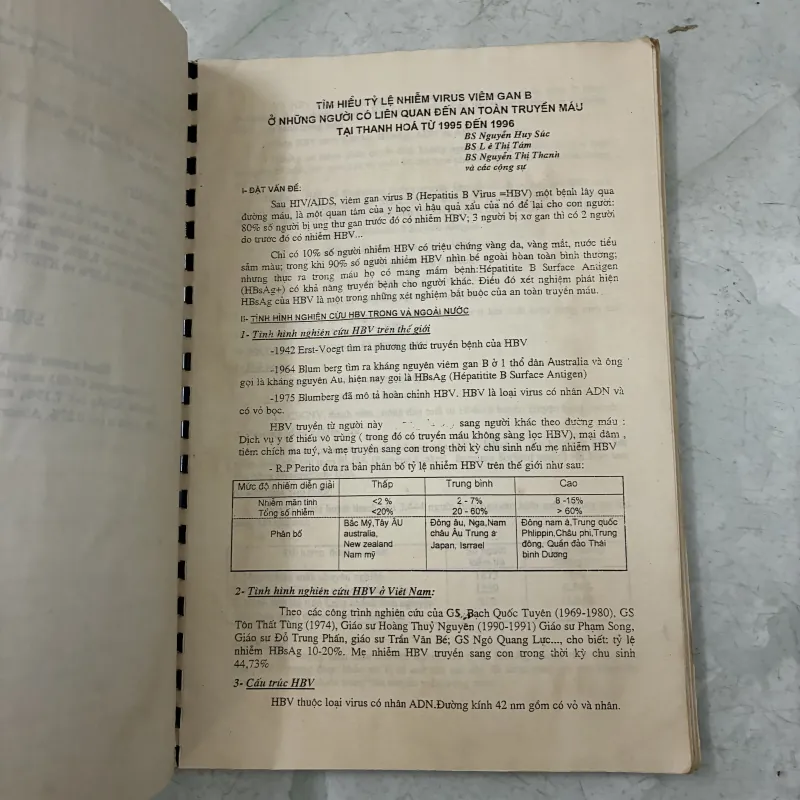 TÌM HIỂU TỶ LỆ NHIỄM VIRUS VIÊM GAN B
Ở NHỮNG NGƯỜI CÓ LIÊN QUAN ĐẾN AN TOÀN TRUYỀN MÁU
TẠI THANH HOÁ TỪ 1995 ĐẾN 1996
BS Nguyễn Huy Súc
BS Lê Thị Tám
BS Nguyễn Thị Thanh
và các cộng sự
I- ĐẶT VẤN ĐỀ:
Sau HIV/AIDS, viêm gan virus B (Hepatitis B Virus =HBV) một bệnh lây qua
đường máu, là một quan tâm của y học vì hậu quả xấu của nó để lại cho con người:
80% số người bị ung thư gan trước đó có nhiễm HBV; 3 người bị xơ gan thì có 2 người
do trước đó có nhiễm HBV...
Chỉ có 10% số người nhiễm HBV có triệu chứng vàng da, vàng mắt, nước tiểu
sẫm màu; trong khi 90% số người nhiễm HBV nhìn bề ngoài hoàn toàn bình thường;
nhưng thực ra trong máu họ có mang mầm bệnh:Hépatitite B Surface Antigen
(HBsAg+) có khả năng truyền bệnh cho người khác. Điều đó xét nghiệm phát hiện
HBsAg của HBV là một trong những xét nghiệm bắt buộc của an toàn truyền máu.
II- TÌNH HÌNH NGHIÊN CỨU HBV TRONG VÀ NGOÀI NƯỚC
1- Tình hình nghiên cứu HBV trên thế giới
-1942 Erst-Voegt tìm ra phương thức truyền bệnh của HBV
-1964 Blum berg tìm ra kháng nguyên viêm gan B ở 1 thổ dân Australia và ông
gọi là kháng nguyên Au, hiện nay gọi là HBsAg (Hépatitite B Surface Antigen)
-1975 Blumberg đã mô tả hoàn chỉnh HBV. HBV là loại virus có nhân ADN và
có vỏ bọc.
HBV truyền từ người này sang người khác theo đường máu :
Dịch vụ y tế thiếu vô trùng ( trong đó có truyền máu không sàng lọc HBV), mại dâm ,
tiêm chích ma tuý, và mẹ truyền sang con trong thời kỳ chu sinh nếu mẹ nhiễm HBV
- R.P Perito đưa ra bản phân bố tỷ lệ nhiễm HBV trên thế giới như sau:
Mức độ nhiễm diễn giải Thấp Trung bình Cao
Nhiễm mãn tính <2 % 2 - 7% 8 -15%
Tổng số nhiễm <20% 20 - 60% > 60%
Phân bố
Bắc Mỹ,Tây ÂU
australia,
New zealand
Nam mỹ
Đông âu, Nga,Nam
châu Âu Trung á
Japan, Isrrael
Đông nam á,Trung quốc
Phlippin,Châu phi,Trung
đông, Quần đảo Thái
bình Dương
2- Tình hình nghiên cứu HBV ở Việt Nam:
Theo các công trình nghiên cứu của GS Bạch Quốc Tuyên (1969-1980), GS
Tôn Thất Tùng (1974), Giáo sư Hoàng Thuỷ Nguyên (1990-1991) Giáo sư Phạm Song,
Giáo sư Đỗ Trung Phấn, giáo sư Trần Văn Bé; GS Ngô Quang Lực..., cho biết: tỷ lệ
nhiễm HBsAg 10-20%. Mẹ nhiễm HBV truyền sang con trong thời kỳ chu sinh
44,73%
3- Cấu trúc HBV
HBV thuộc loại virus có nhân ADN.Đường kính 42 nm gồm có vỏ và nhân.